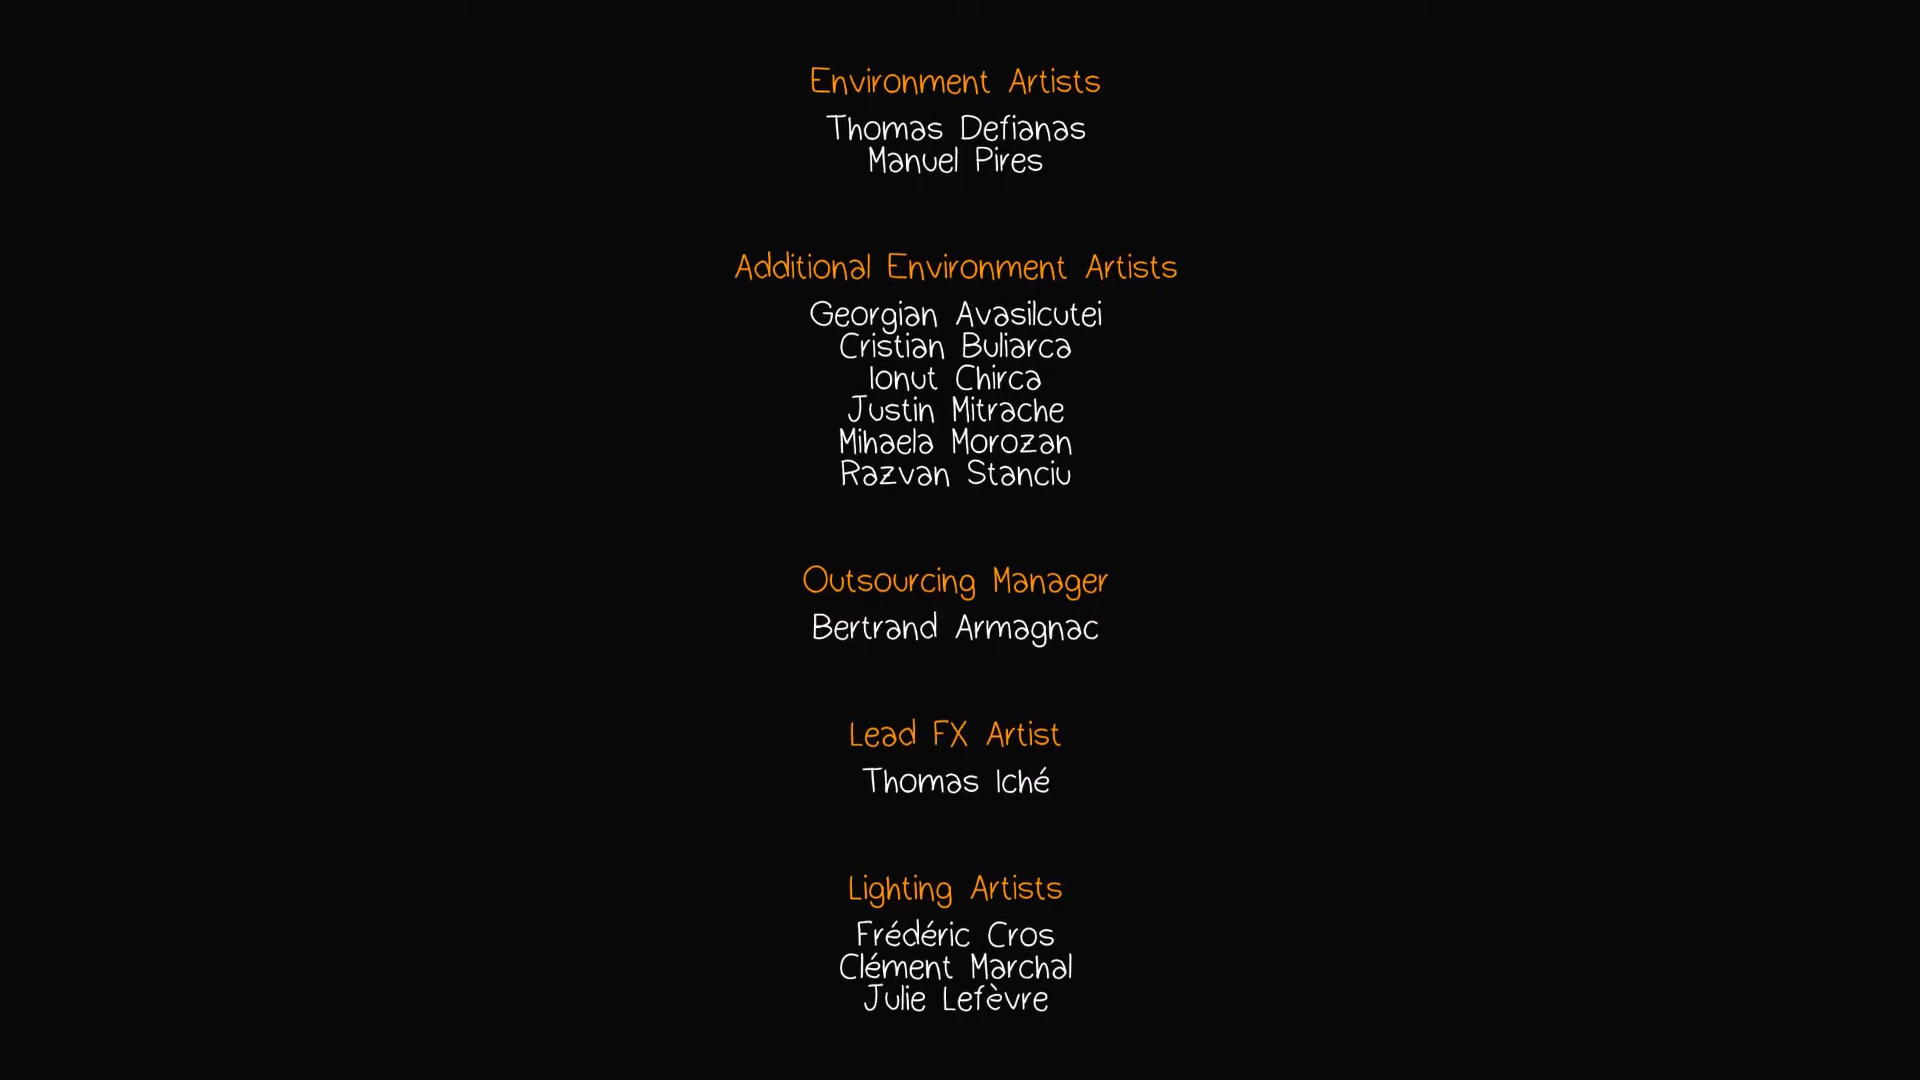 Environment Artists
Thomas Defianas
Manuel Pires
Additional Environment Artists
Georgian Avasilcutei
Cristian Buliarca
Ionut Chirca
Justin Mitrache
Mihaela Morozan
Razvan Stanciu
Outsourcing Manager
Bertrand Armagnac
Lead FX Artist
Thomas Iché
Lighting Artists
Frédéric Cros
Clément Marchal
Julie Lefèvre